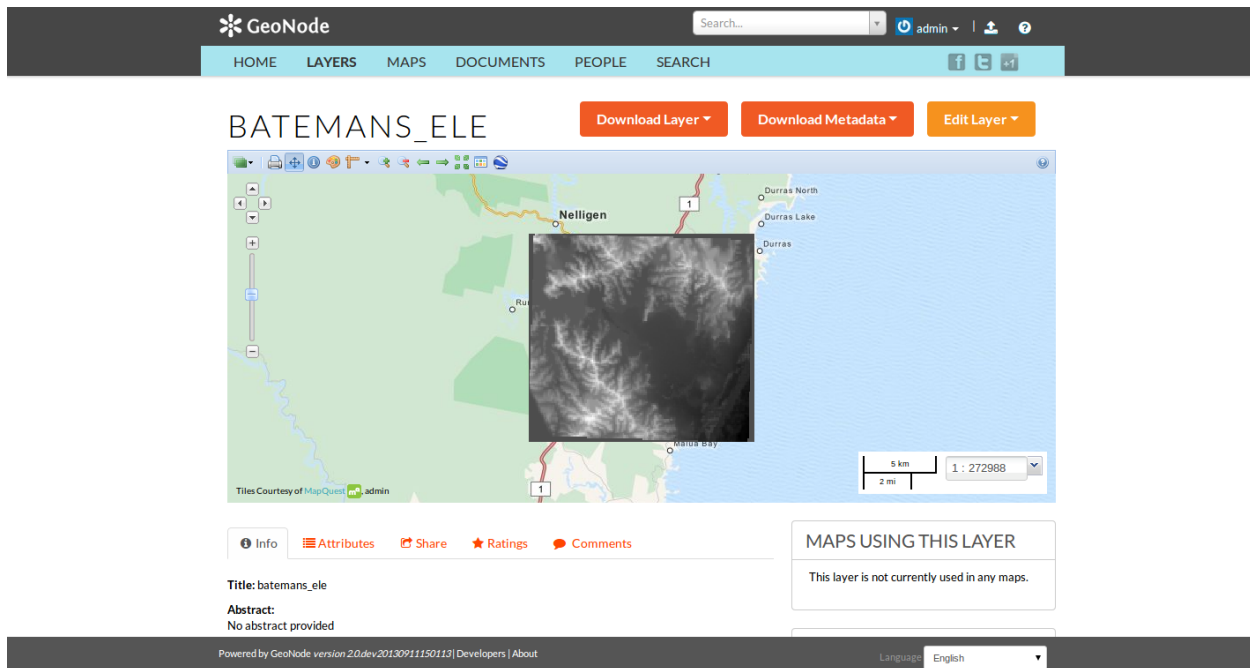 GeoNode
Search...
admin
HOME LAYERS MAPS DOCUMENTS PEOPLE SEARCH
f t +1
BATEMANS_ELE
Download Layer
Download Metadata
Edit Layer
Durras North
1
Nelligen
Durras Lake
Durras
Malua Bay
5 km
2 mi
1 : 272988
Tiles Courtesy of MapQuest , admin
1
Info Attributes Share Ratings Comments
MAPS USING THIS LAYER
This layer is not currently used in any maps.
Title: batemans_ele
Abstract:
No abstract provided
Powered by GeoNode version 2.0.dev20130911150113 | Developers | About
Language English